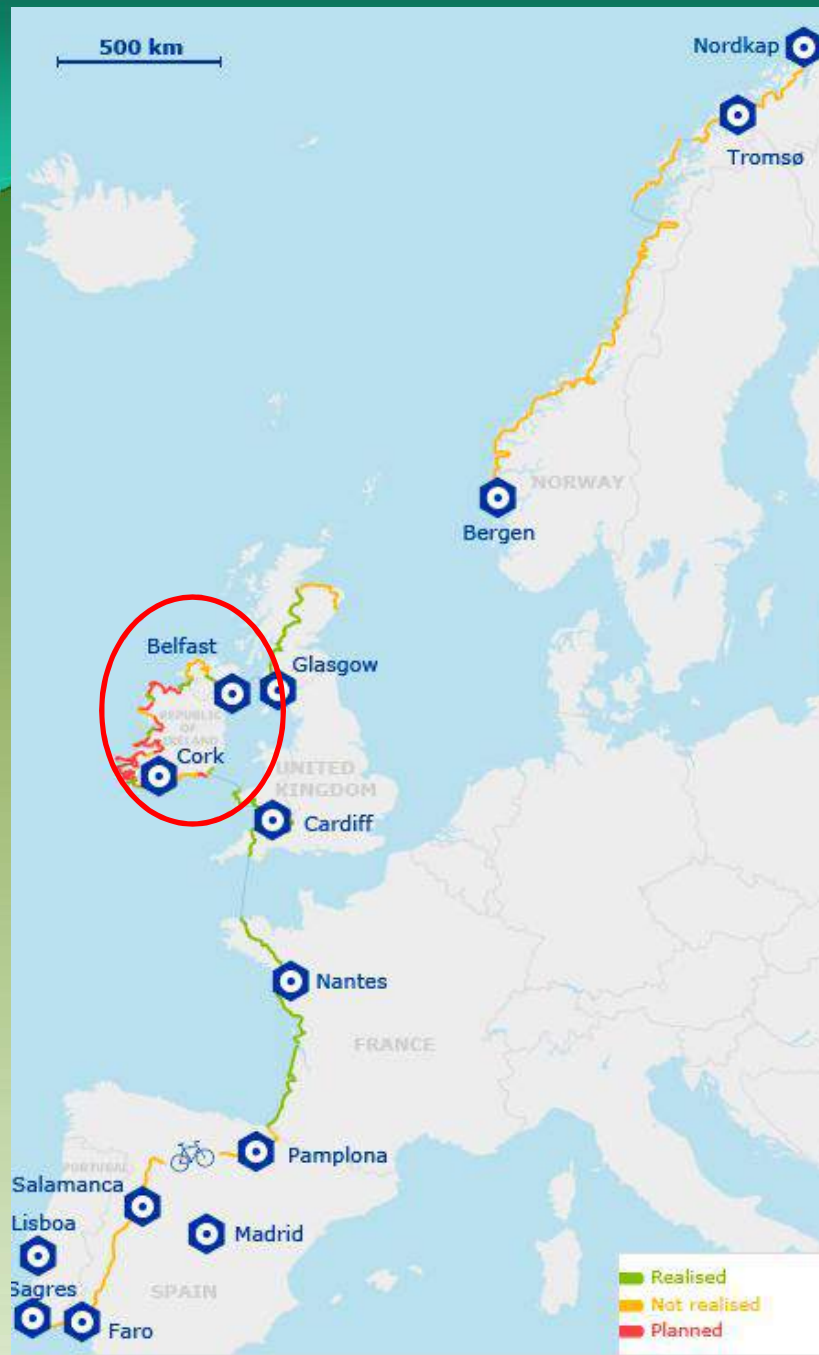 500 km
Nordkap
Tromsø
NORWAY
Bergen
Belfast
Glasgow
REPUBLIC
OF
IRELAND
Cork
UNITED
KINGDOM
Cardiff
Nantes
FRANCE
Pamplona
PORTUGAL
Salamanca
Lisboa
Madrid
Sagres
SPAIN
Faro
Realised
Not realised
Planned